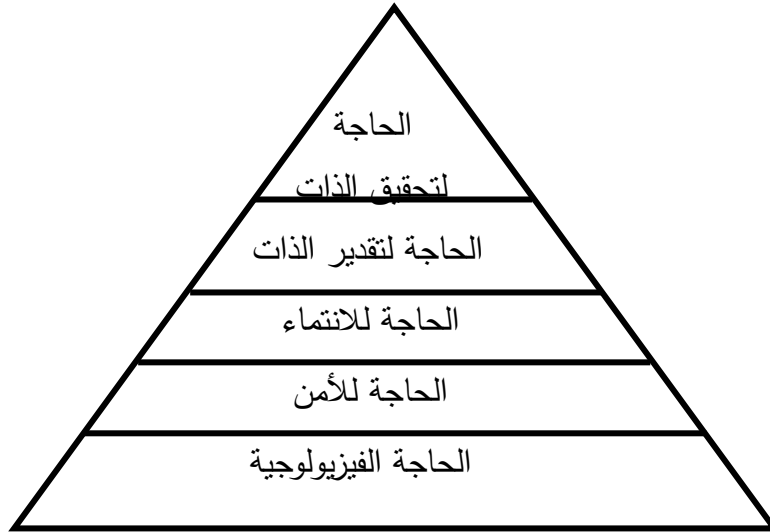 الحاجة
لتحقيق الذات
الحاجة لتقدير الذات
الحاجة للانتماء
الحاجة للأمن
الحاجة الفيزيولوجية